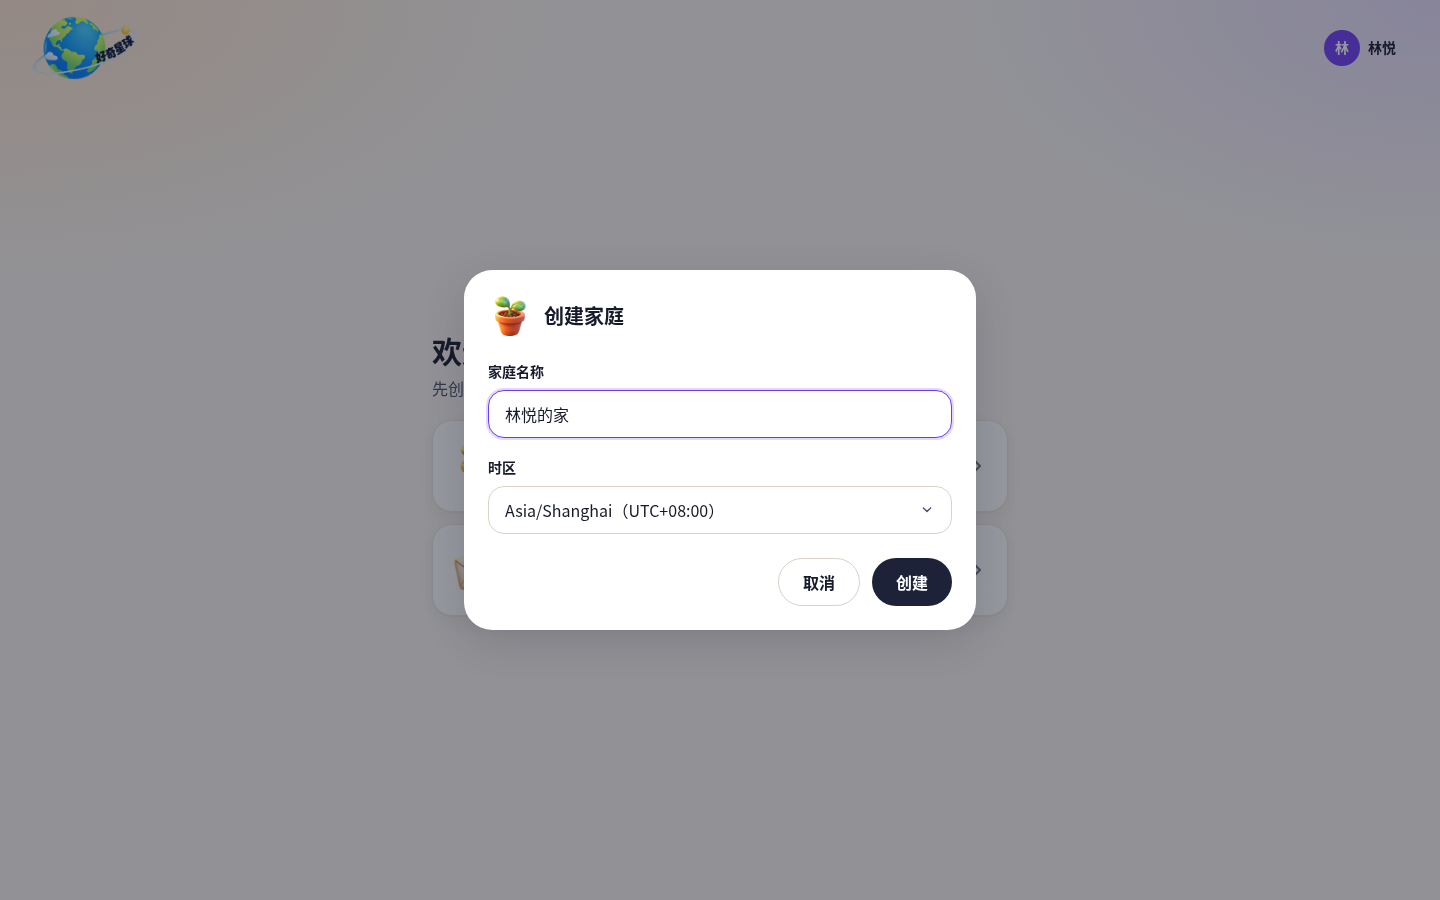 好奇星球
林 林悦
创建家庭
欢
先创
家庭名称
林悦的家
时区
Asia/Shanghai（UTC+08:00）
取消 创建